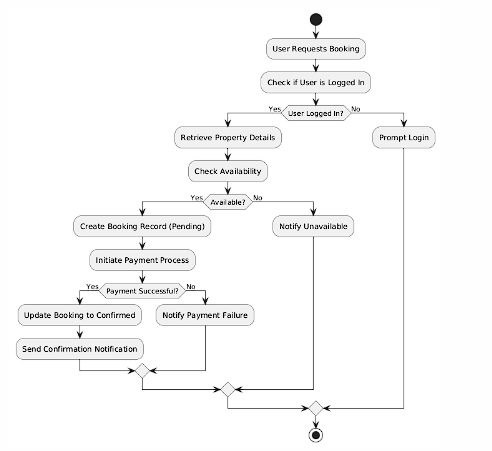 User Requests Booking
Check if User is Logged In
Yes
User Logged In?
No
Retrieve Property Details
Prompt Login
Check Availability
Yes
Available?
No
Create Booking Record (Pending)
Notify Unavailable
Initiate Payment Process
Yes
Payment Successful?
No
Update Booking to Confirmed
Notify Payment Failure
Send Confirmation Notification